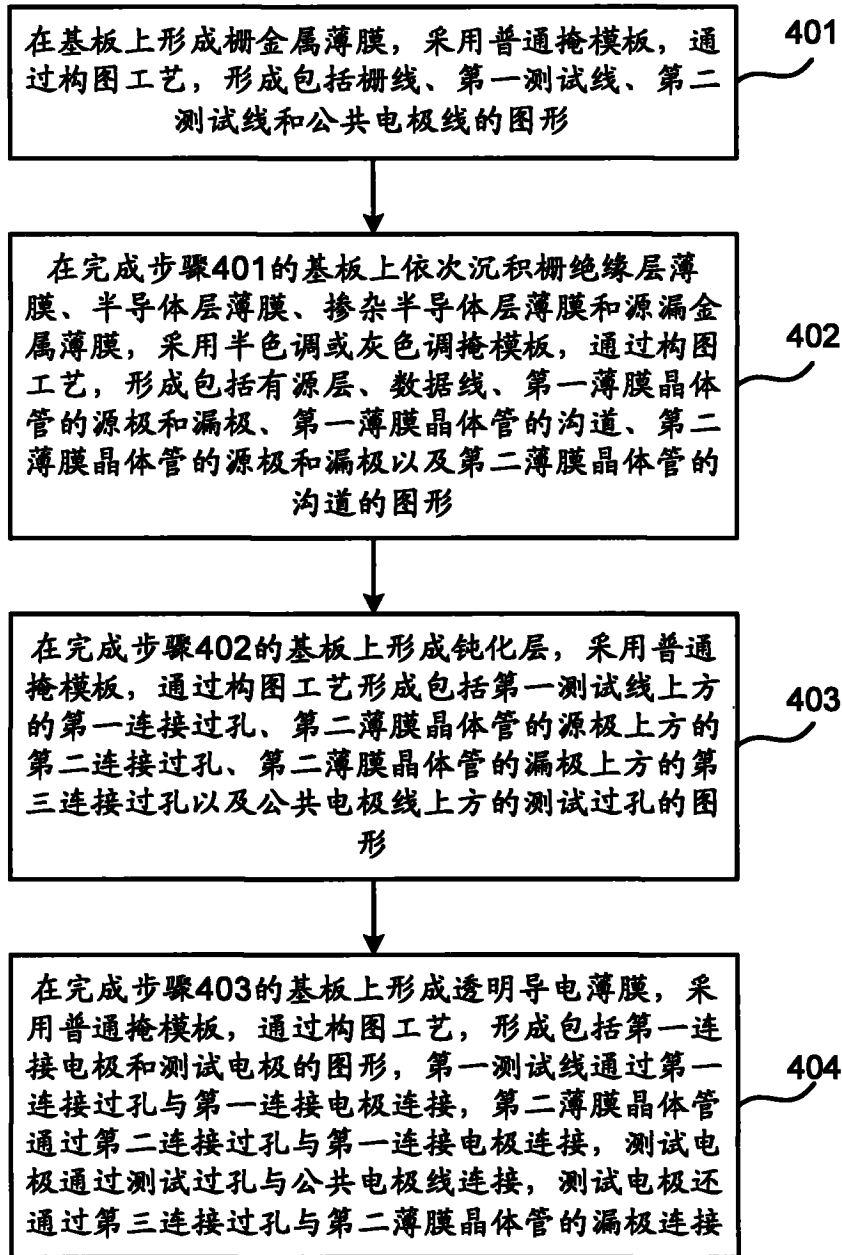 在基板上形成栅金属薄膜，采用普通掩模板，通
过构图工艺，形成包括栅线、第一测试线、第二
测试线和公共电极线的图形
401
在完成步骤401的基板上依次沉积栅绝缘层薄
膜、半导体层薄膜、掺杂半导体层薄膜和源漏金
属薄膜，采用半色调或灰色调掩模板，通过构图
工艺，形成包括有源层、数据线、第一薄膜晶体
管的源极和漏极、第一薄膜晶体管的沟道、第二
薄膜晶体管的源极和漏极以及第二薄膜晶体管的
沟道的图形
402
在完成步骤402的基板上形成钝化层，采用普通
掩模板，通过构图工艺形成包括第一测试线上方
的第一连接过孔、第二薄膜晶体管的源极上方的
第二连接过孔、第二薄膜晶体管的漏极上方的第
三连接过孔以及公共电极线上方的测试过孔的图
形
403
在完成步骤403的基板上形成透明导电薄膜，采
用普通掩模板，通过构图工艺，形成包括第一连
接电极和测试电极的图形，第一测试线通过第一
连接过孔与第一连接电极连接，第二薄膜晶体管
通过第二连接过孔与第一连接电极连接，测试电
极通过测试过孔与公共电极线连接，测试电极还
通过第三连接过孔与第二薄膜晶体管的漏极连接
404